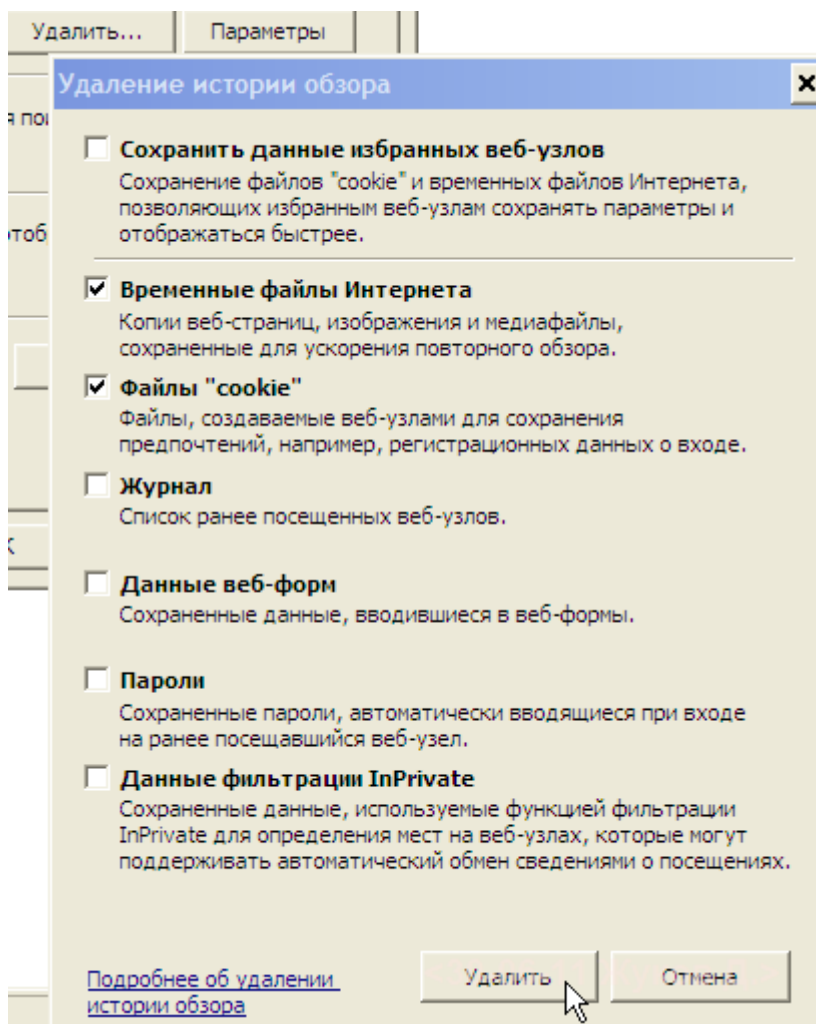 Удалить...
Параметры
Удаление истории обзора
я
тоб
Сохранить данные избранных веб-узлов
Сохранение файлов "cookie" и временных файлов Интернета,
позволяющих избранным веб-узлам сохранять параметры и
отображаться быстрее.
Временные файлы Интернета
Копии веб-страниц, изображения и медиафайлы,
сохраненные для ускорения повторного обзора.
Файлы "cookie"
Файлы, создаваемые веб-узлами для сохранения
предпочтений, например, регистрационных данных о входе.
Журнал
Список ранее посещенных веб-узлов.
Данные веб-форм
Сохраненные данные, вводившиеся в веб-формы.
Пароли
Сохраненные пароли, автоматически вводящиеся при входе
на ранее посещавшийся веб-узел.
Данные фильтрации InPrivate
Сохраненные данные, используемые функцией фильтрации
InPrivate для определения мест на веб-узлах, которые могут
поддерживать автоматический обмен сведениями о посещениях.
Подробнее об удалении
истории обзора
Удалить
Отмена